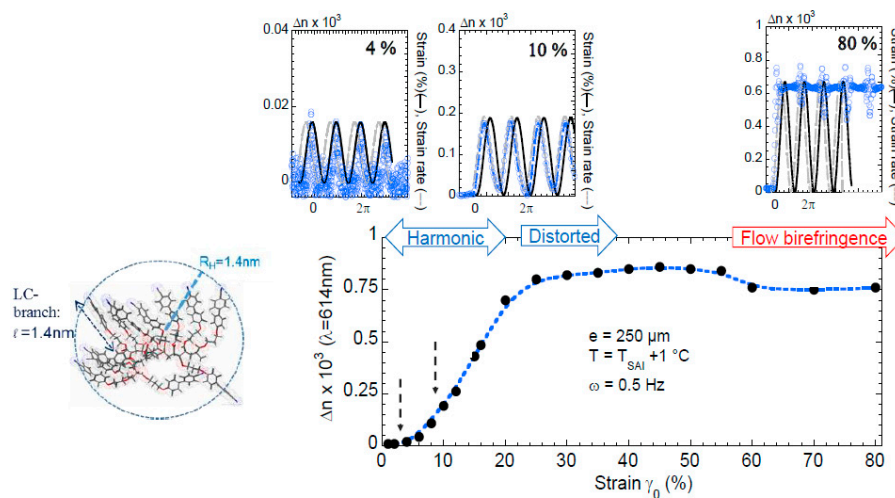 Δn x 10³
0.04
0.02
0
4 %
0
2π
Strain (%)(—), Strain rate (—)
Δn x 10³
0.4
0.3
0.2
0.1
0
10 %
0
2π
Strain (%)(—), Strain rate (—)
Δn x 10³
1
0.8
0.6
0.4
0.2
0
80 %
0
2π
Strain (%)(—), Strain rate (—)
Harmonic
Distorted
Flow birefringence
R_H=1.4nm
LC-
branch:
ℓ=1.4nm
Δn x 10³ (λ=614nm)
1
0.75
0.5
0.25
0
e = 250 µm
T = T_SAI +1 °C
ω = 0.5 Hz
0
10
20
30
40
50
60
70
80
Strain γ₀ (%)